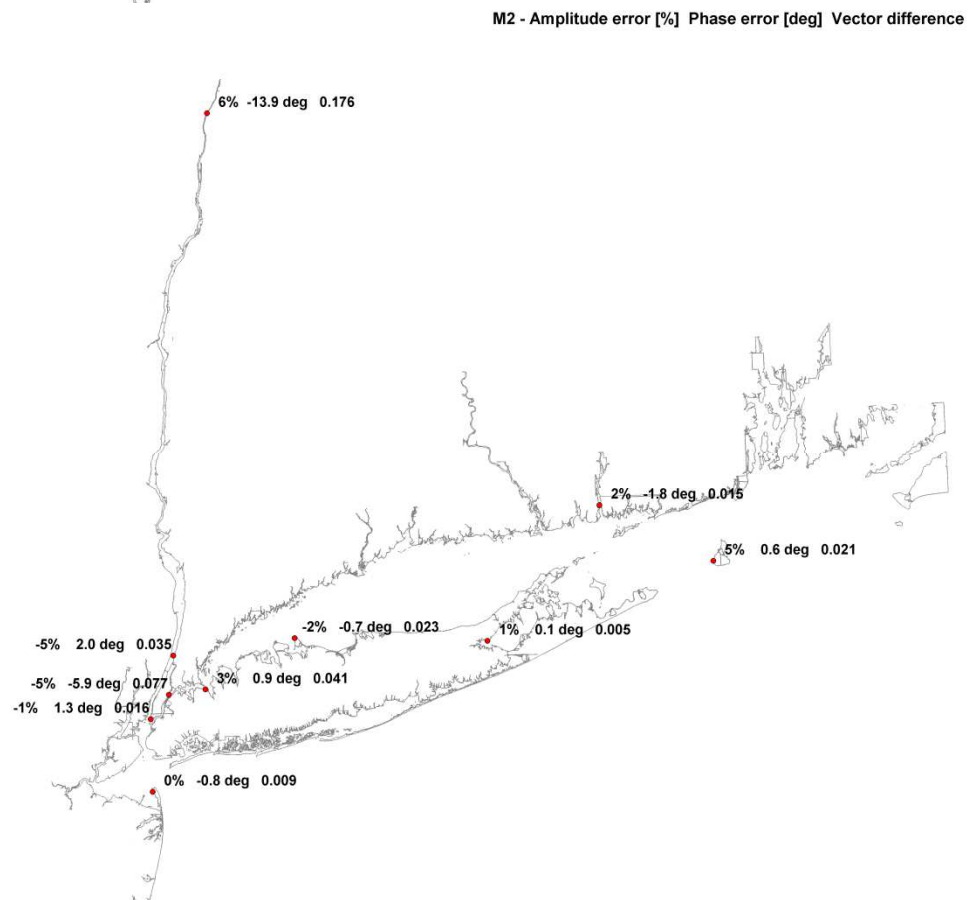 M2 - Amplitude error [%] Phase error [deg] Vector difference
6% -13.9 deg 0.176
2% -1.8 deg 0.015
5% 0.6 deg 0.021
-2% -0.7 deg 0.023
1% 0.1 deg 0.005
-5% 2.0 deg 0.035
3% 0.9 deg 0.041
-5% -5.9 deg 0.077
-1% 1.3 deg 0.016
0% -0.8 deg 0.009